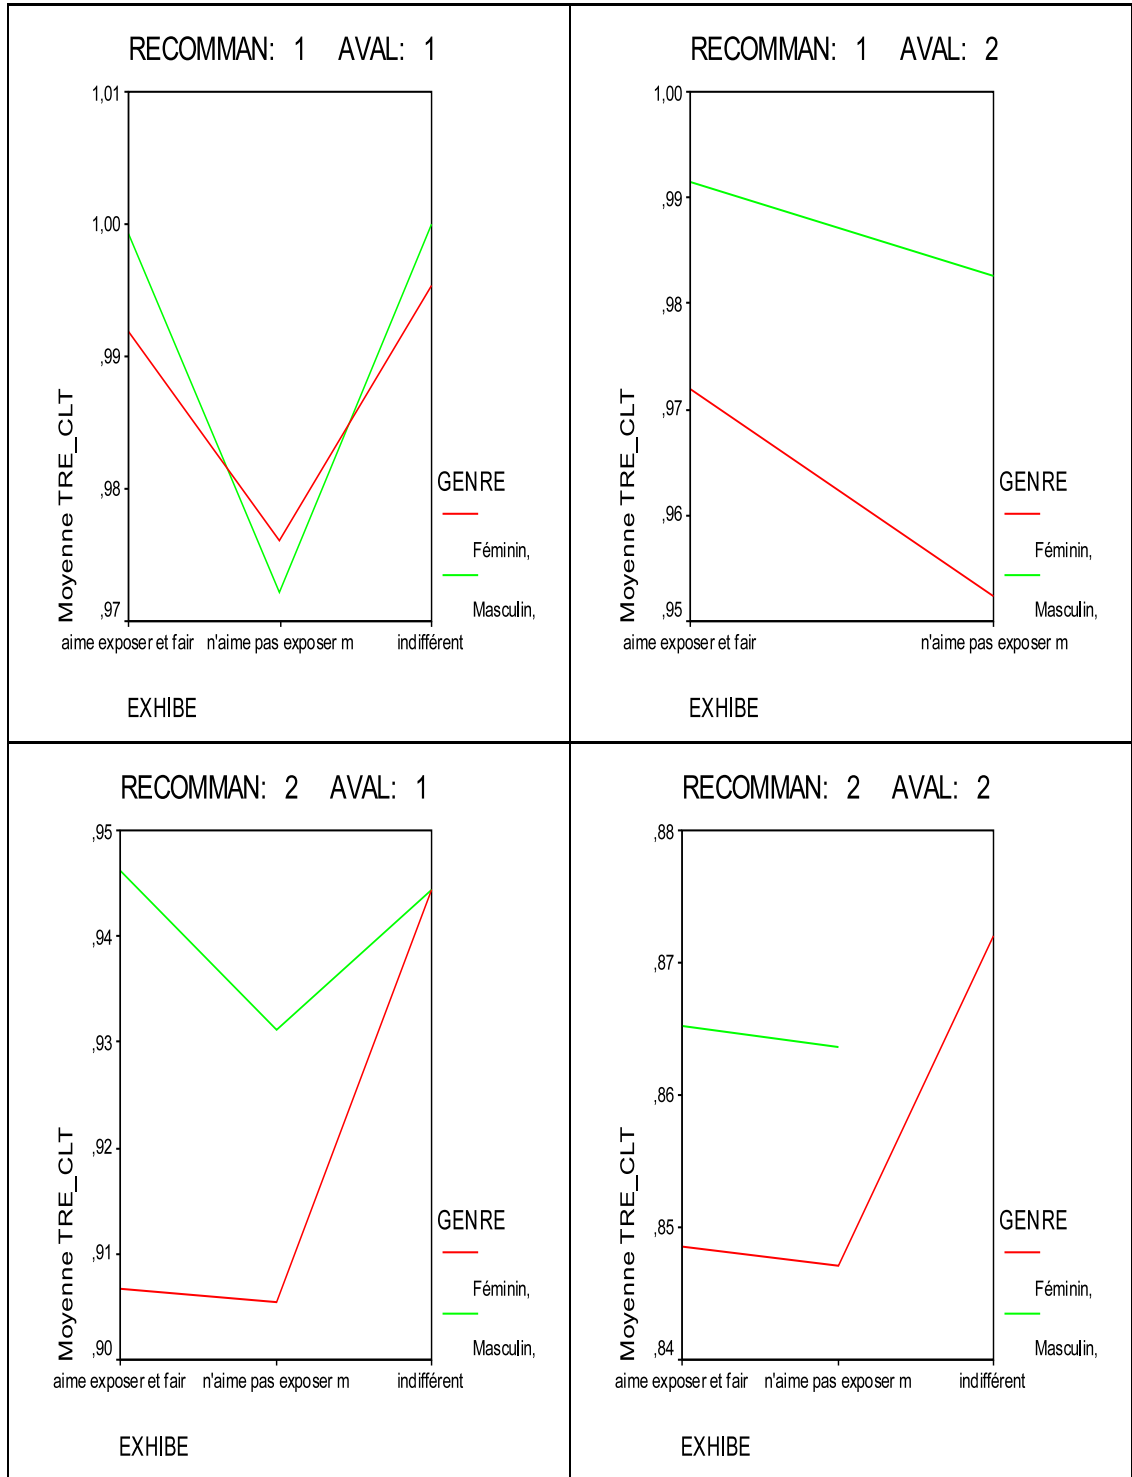 RECOMMAN: 1 AVAL: 1
1,01
1,00
,99
,98
,97
Moyenne TRE_CLT
aime exposer et fair n'aime pas exposer m indifférent
EXHIBE
GENRE
Féminin,
Masculin,
RECOMMAN: 1 AVAL: 2
1,00
,99
,98
,97
,96
,95
Moyenne TRE_CLT
aime exposer et fair n'aime pas exposer m
EXHIBE
GENRE
Féminin,
Masculin,
RECOMMAN: 2 AVAL: 1
,95
,94
,93
,92
,91
,90
Moyenne TRE_CLT
aime exposer et fair n'aime pas exposer m indifférent
EXHIBE
GENRE
Féminin,
Masculin,
RECOMMAN: 2 AVAL: 2
,88
,87
,86
,85
,84
Moyenne TRE_CLT
aime exposer et fair n'aime pas exposer m indifférent
EXHIBE
GENRE
Féminin,
Masculin,